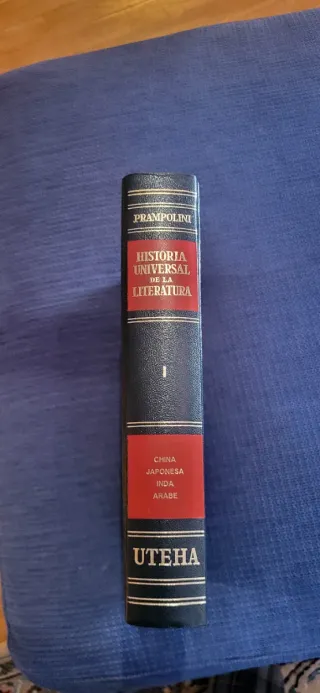 PRAMPOLINI
HISTORIA
UNIVERSAL
DE LA
LITERATURA
I
CHINA
JAPONESA
INDA
ARABE
UTEHA